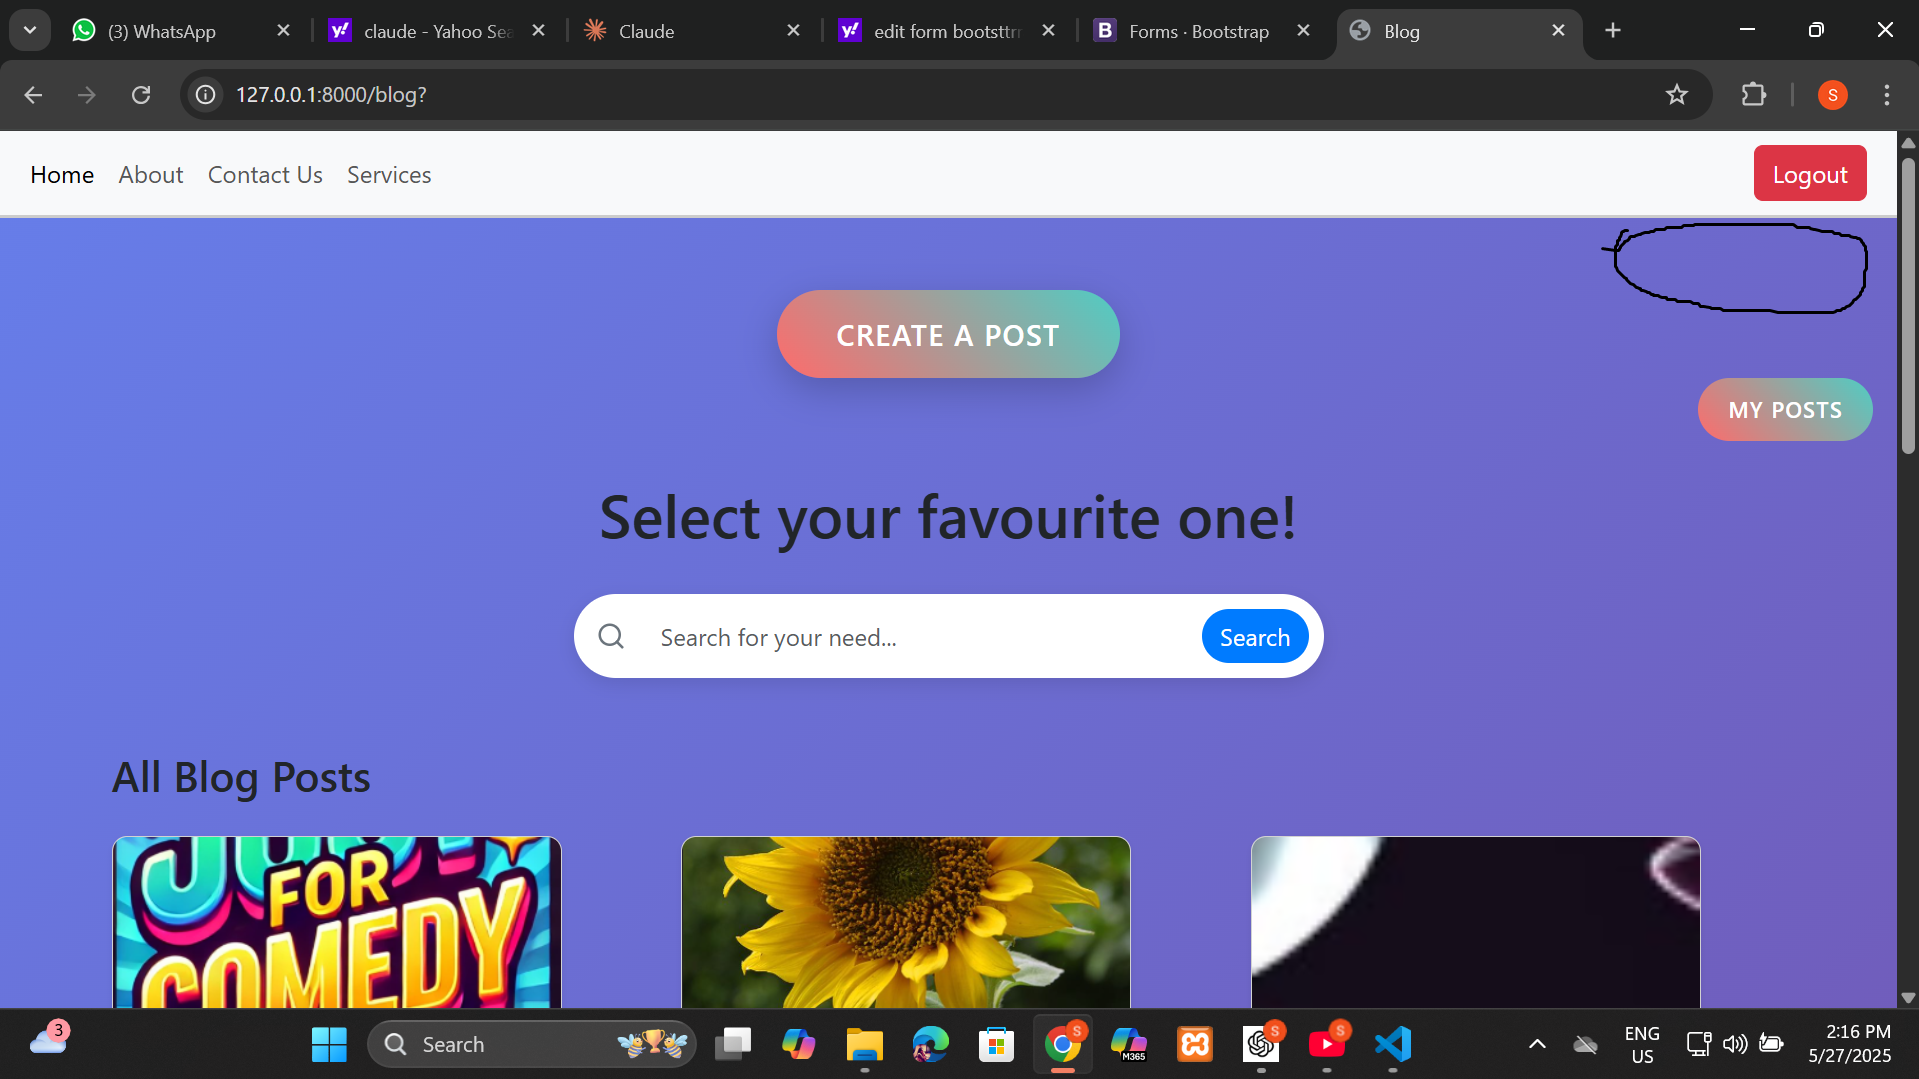 (3) WhatsApp
claude - Yahoo Sea
Claude
edit form bootsttrr
Forms · Bootstrap
Blog
127.0.0.1:8000/blog?
S
Home About Contact Us Services
Logout
CREATE A POST
MY POSTS
Select your favourite one!
Search for your need...
Search
All Blog Posts
FOR
COMEDY
3
Search
S
M365
S
S
ENG
US
2:16 PM
5/27/2025